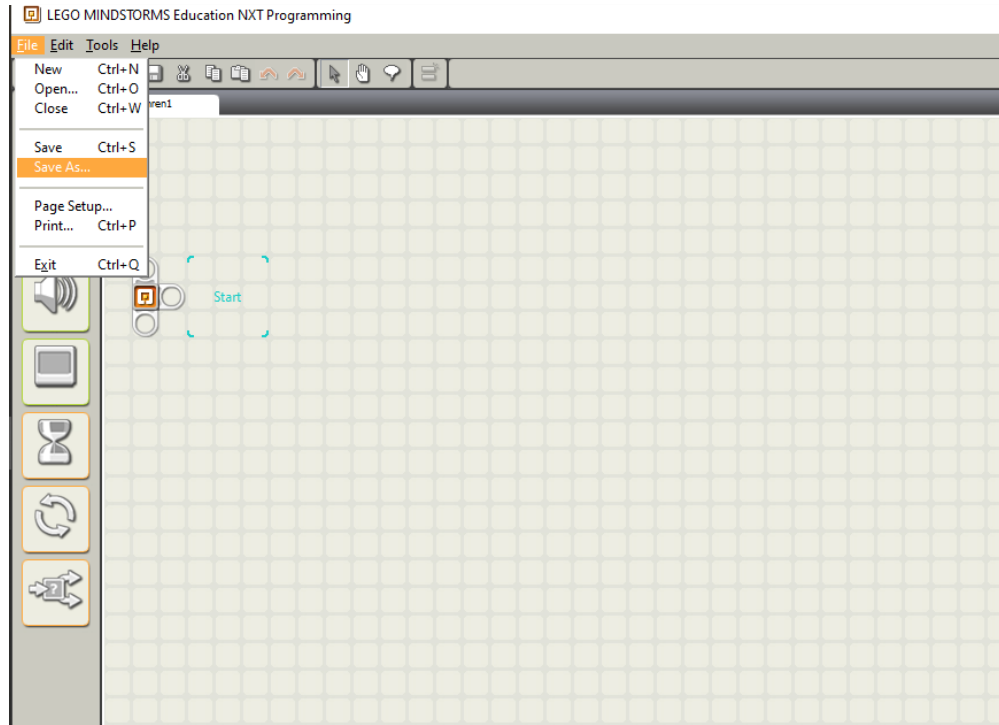 LEGO MINDSTORMS Education NXT Programming
File Edit Tools Help
New Ctrl+N
Open... Ctrl+O
Close Ctrl+W
Save Ctrl+S
Save As...
Page Setup...
Print... Ctrl+P
Exit Ctrl+Q
Start